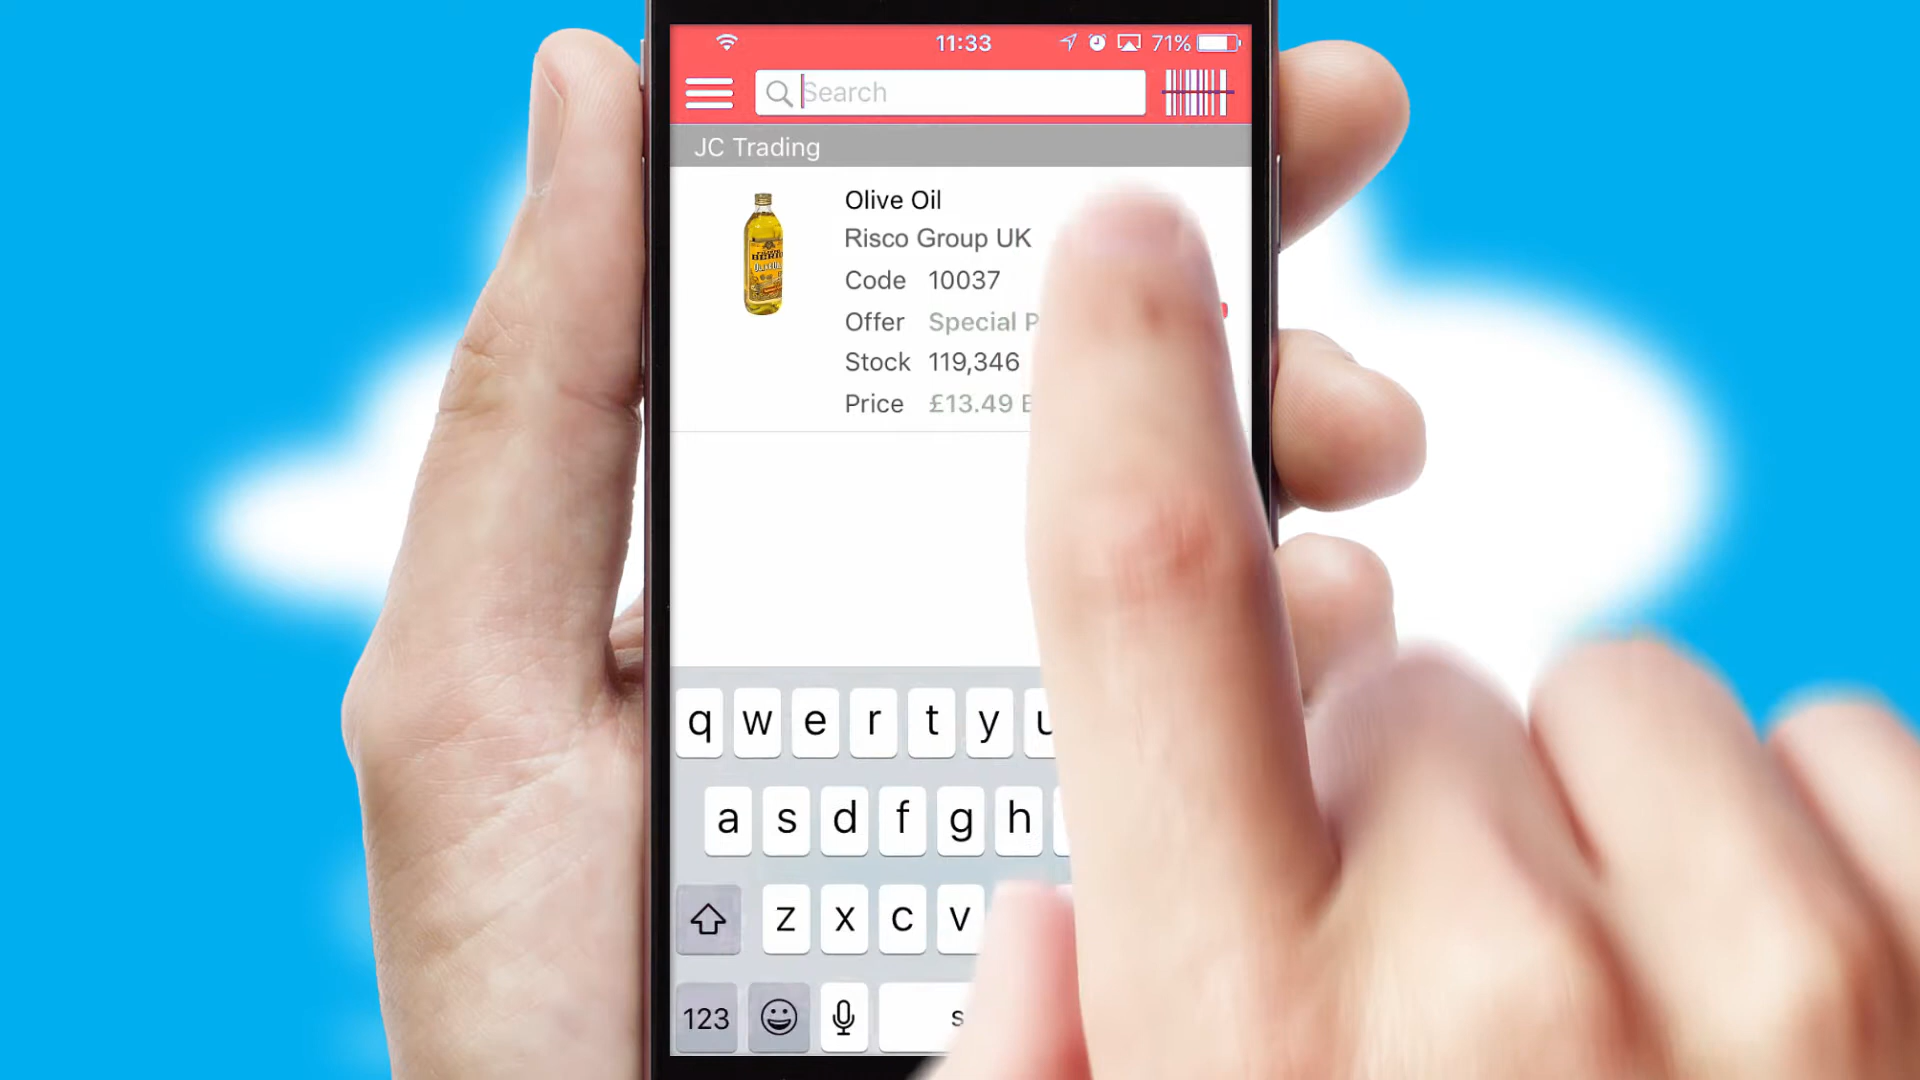 11:33 71%
Search
JC Trading
Olive Oil
Risco Group UK
Code 10037
Offer Special
Stock 119,346
Price £13.49
q w e r t y u
a s d f g h
z x c v
123